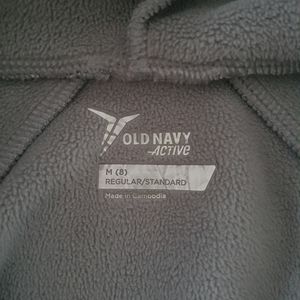 OLD NAVY
-ACTIVE
M (8)
REGULAR/STANDARD
Made in Cambodia